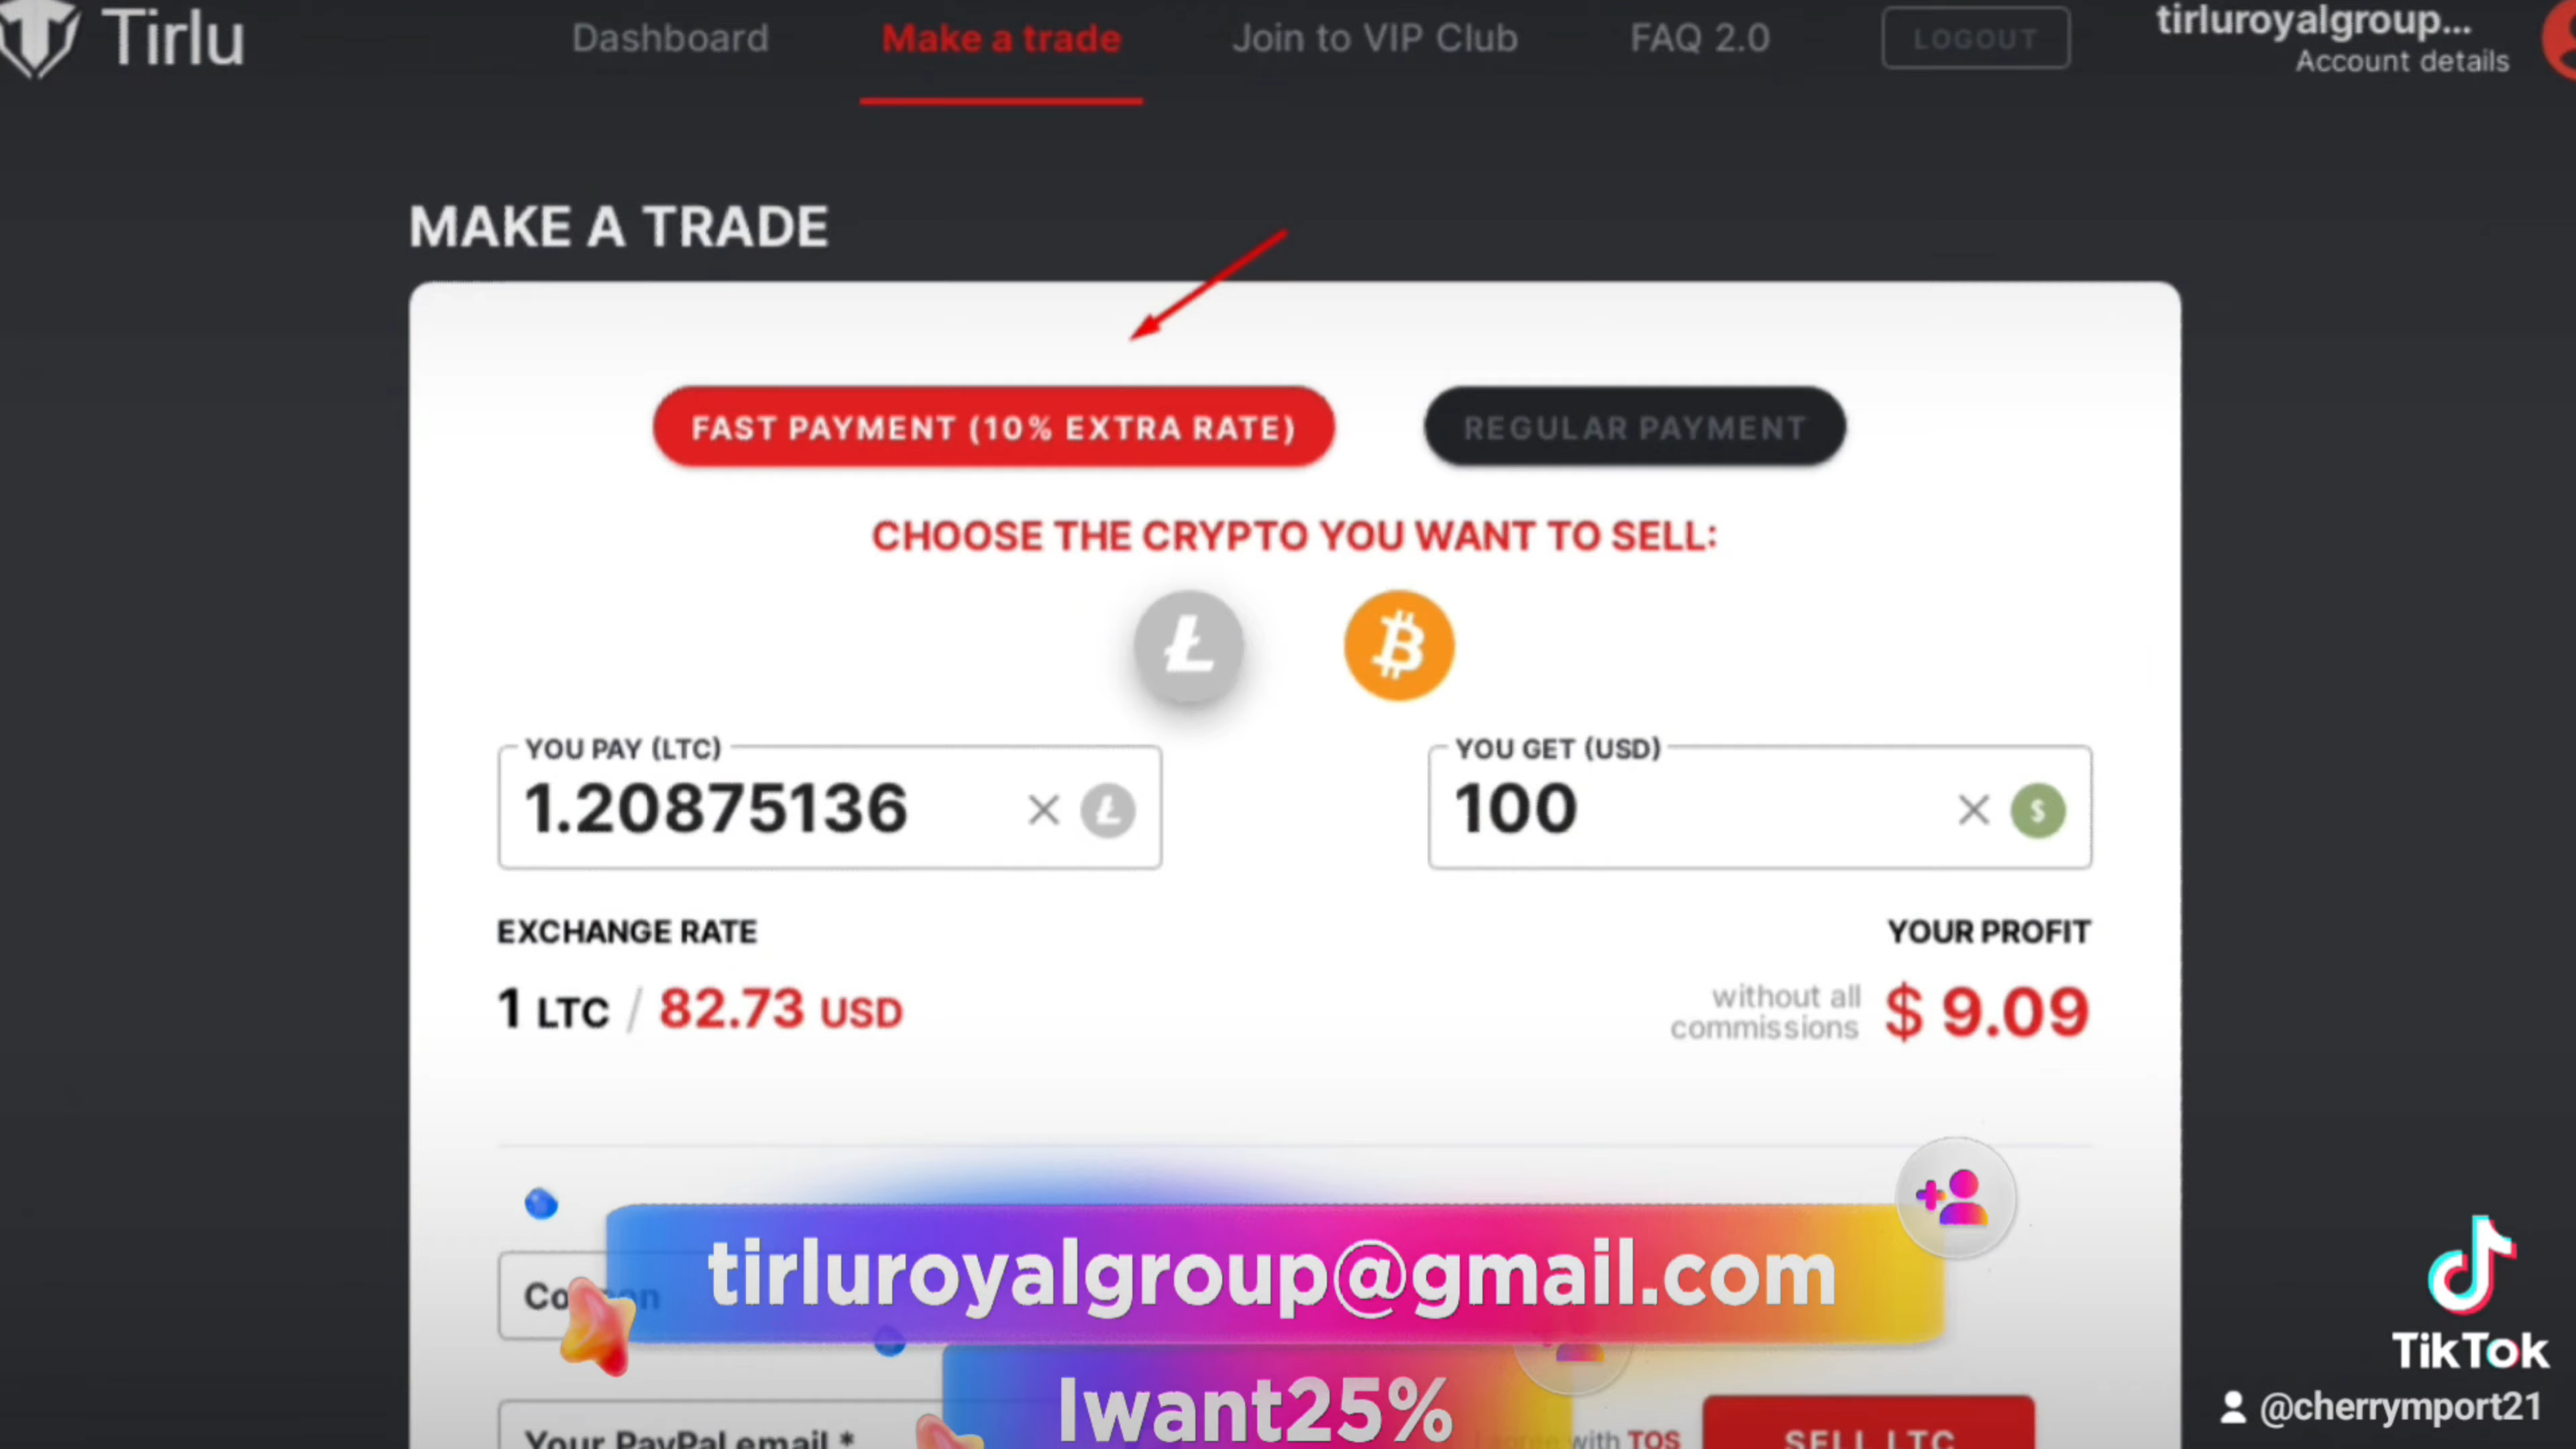 Tirlu
Dashboard
Make a trade
Join to VIP Club
FAQ 2.0
LOGOUT
tirluroyalgroup...
Account details
MAKE A TRADE
FAST PAYMENT (10% EXTRA RATE)
REGULAR PAYMENT
CHOOSE THE CRYPTO YOU WANT TO SELL:
YOU PAY (LTC)
1.20875136
YOU GET (USD)
100
EXCHANGE RATE
1 LTC / 82.73 USD
YOUR PROFIT
without all
commissions
$ 9.09
tirluroyalgroup@gmail.com
Iwant25%
Your PayPal email *
I agree with TOS
SELL LTC
TikTok
@cherrymport21